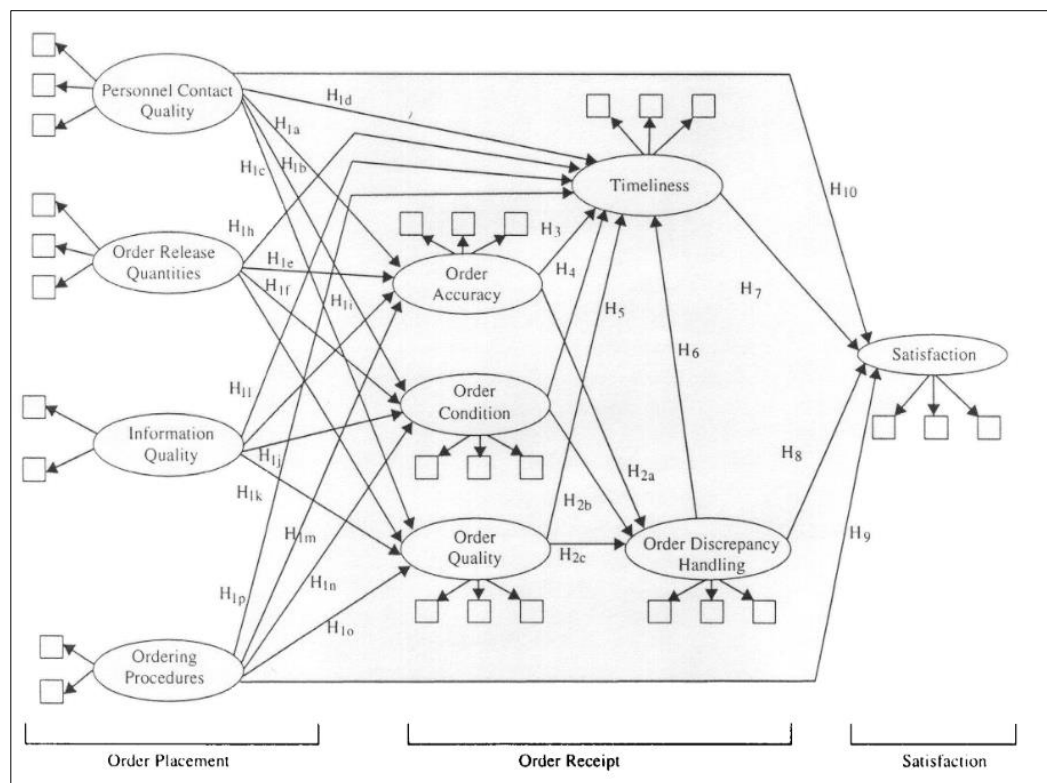 Personnel Contact
Quality
H1d
H1a
H1b
H1c
Timeliness
H10
H1h
Order Release
Quantities
H1e
H1f
H1i
Order
Accuracy
H3
H4
H5
H7
H6
Satisfaction
H1l
Information
Quality
H1j
H1k
Order
Condition
H2a
H8
H2b
H1m
H1n
Order
Quality
H2c
Order Discrepancy
Handling
H9
H1p
H1o
Ordering
Procedures
Order Placement
Order Receipt
Satisfaction